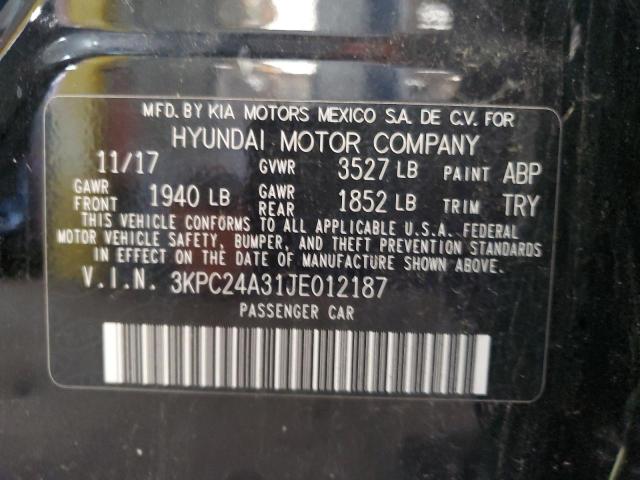 MFD. BY KIA MOTORS MEXICO S.A. DE C.V. FOR
HYUNDAI MOTOR COMPANY
11/17 GVWR 3527 LB PAINT ABP
GAWR FRONT 1940 LB GAWR REAR 1852 LB TRIM TRY
THIS VEHICLE CONFORMS TO ALL APPLICABLE U.S.A. FEDERAL
MOTOR VEHICLE SAFETY, BUMPER, AND THEFT PREVENTION STANDARDS
IN EFFECT ON THE DATE OF MANUFACTURE SHOWN ABOVE.
V.I.N. 3KPC24A31JE012187
PASSENGER CAR